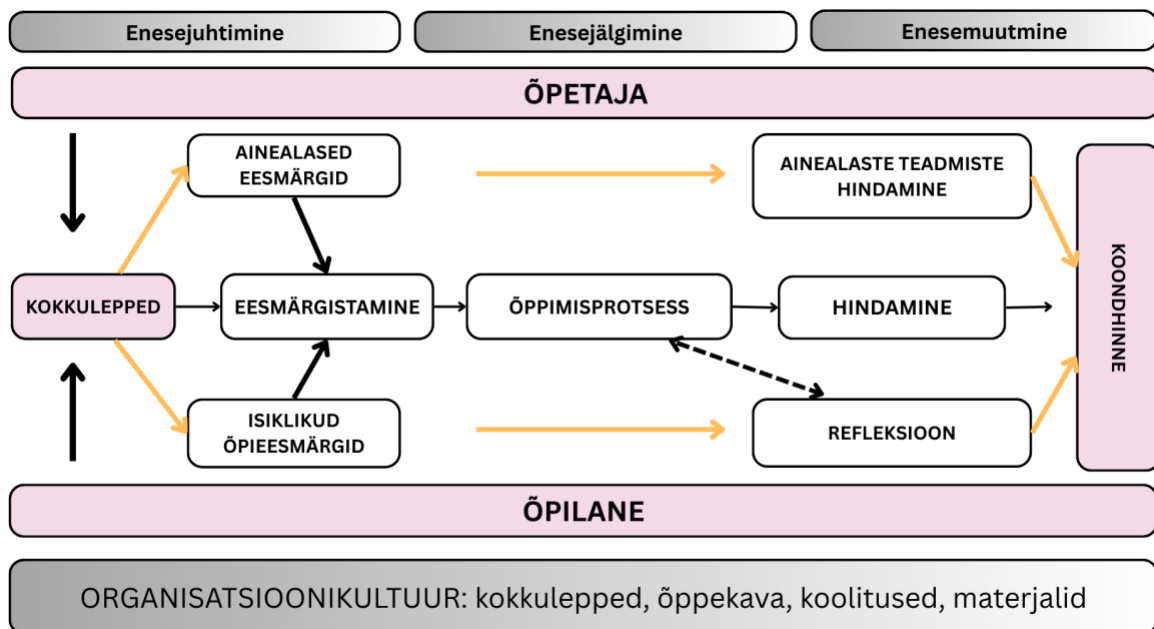 Enesejuhtimine
Enesejälgimine
Enesemuutmine
ÕPETAJA
AINEALASED
EESMÄRGID
AINEALASTE TEADMISTE
HINDAMINE
KOKKULEPPED
EESMÄRGISTAMINE
ÕPPIMISPROTSESS
HINDAMINE
KOONDHINNE
ISIKLIKUD
ÕPIEESMÄRGID
REFLEKSIOON
ÕPILANE
ORGANISATSIOONIKULTUUR: kokkulepped, õppekava, koolitused, materjalid